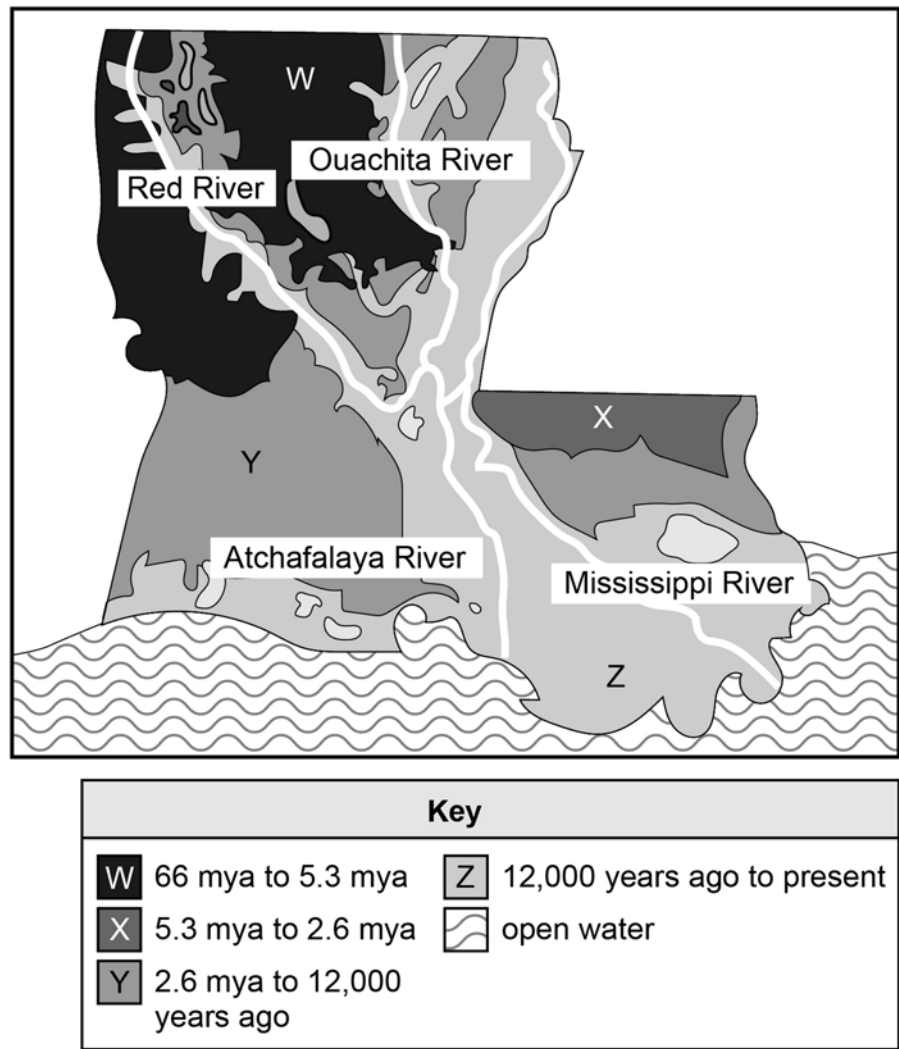 W
Ouachita River
Red River
X
Y
Atchafalaya River
Mississippi River
Z
Key
W 66 mya to 5.3 mya
X 5.3 mya to 2.6 mya
Y 2.6 mya to 12,000
years ago
Z 12,000 years ago to present
open water